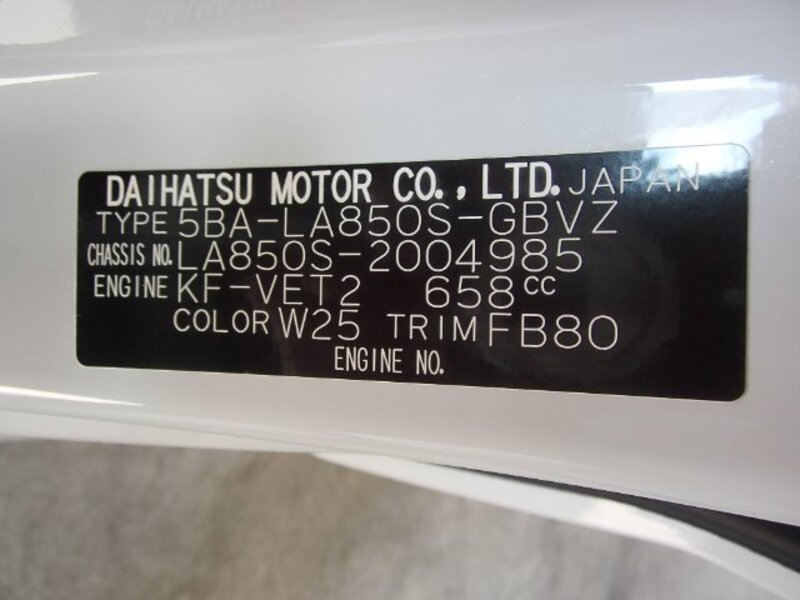 DAIHATSU MOTOR CO., LTD. JAPAN
TYPE 5BA-LA850S-GBVZ
CHASSIS NO. LA850S-2004985
ENGINE KF-VET2 658cc
COLOR W25 TRIM FB80
ENGINE NO.